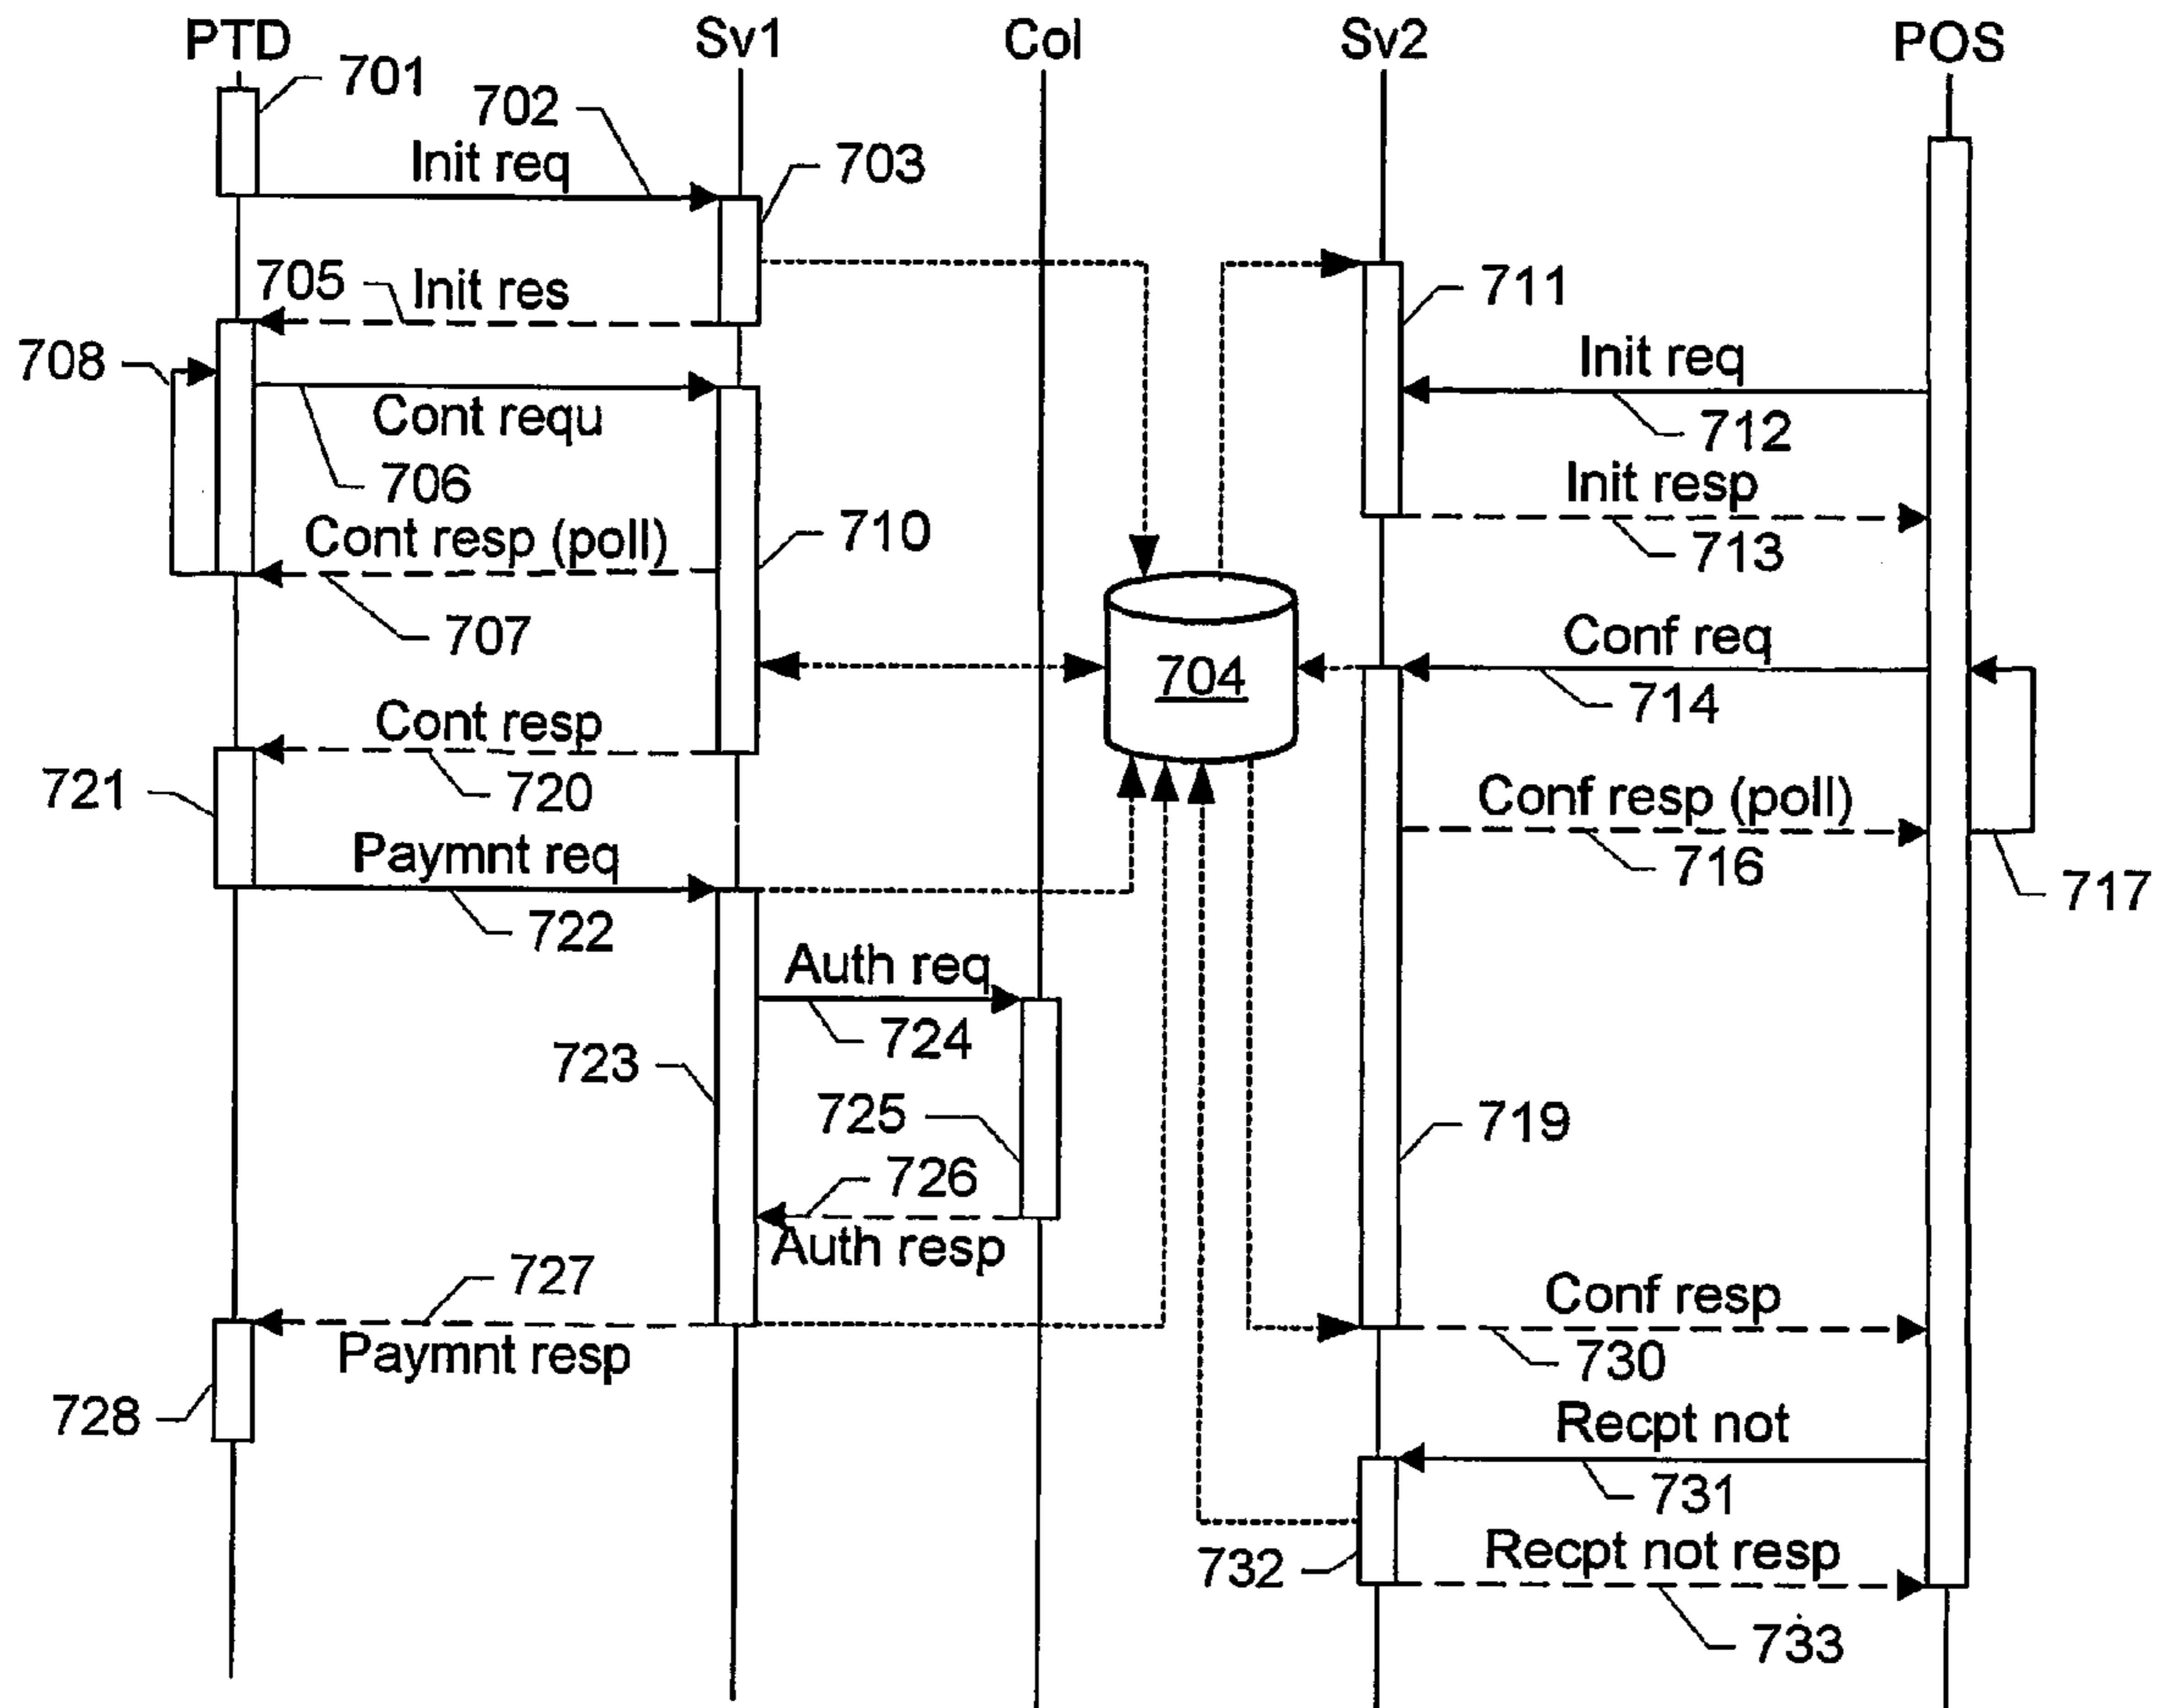 PTD
Sv1
Col
Sv2
POS
701
702
Init req
703
705
Init res
711
708
Init req
Cont requ
712
706
Init resp
Cont resp (poll)
710
713
707
Conf req
704
714
Cont resp
721
720
Conf resp (poll)
Paymnt req
716
717
722
Auth req
724
723
725
719
726
Auth resp
727
Conf resp
Paymnt resp
730
728
Recpt not
731
732
Recpt not resp
733